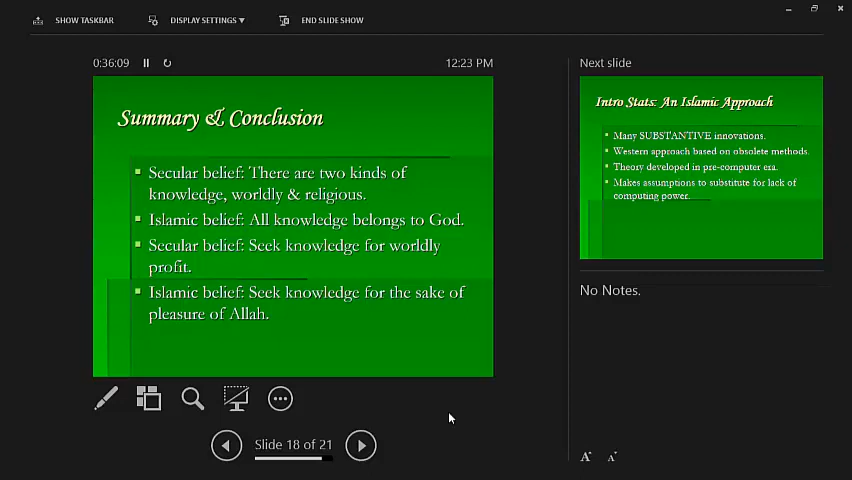 SHOW TASKBAR DISPLAY SETTINGS ▼ END SLIDE SHOW
0:36:09 12:23 PM
Summary & Conclusion
Secular belief: There are two kinds of
knowledge, worldly & religious.
Islamic belief: All knowledge belongs to God.
Secular belief: Seek knowledge for worldly
profit.
Islamic belief: Seek knowledge for the sake of
pleasure of Allah.
Slide 18 of 21
Next slide
Intro Stats: An Islamic Approach
Many SUBSTANTIVE innovations.
Western approach based on obsolete methods.
Theory developed in pre-computer era.
Makes assumptions to substitute for lack of
computing power.
No Notes.
A A